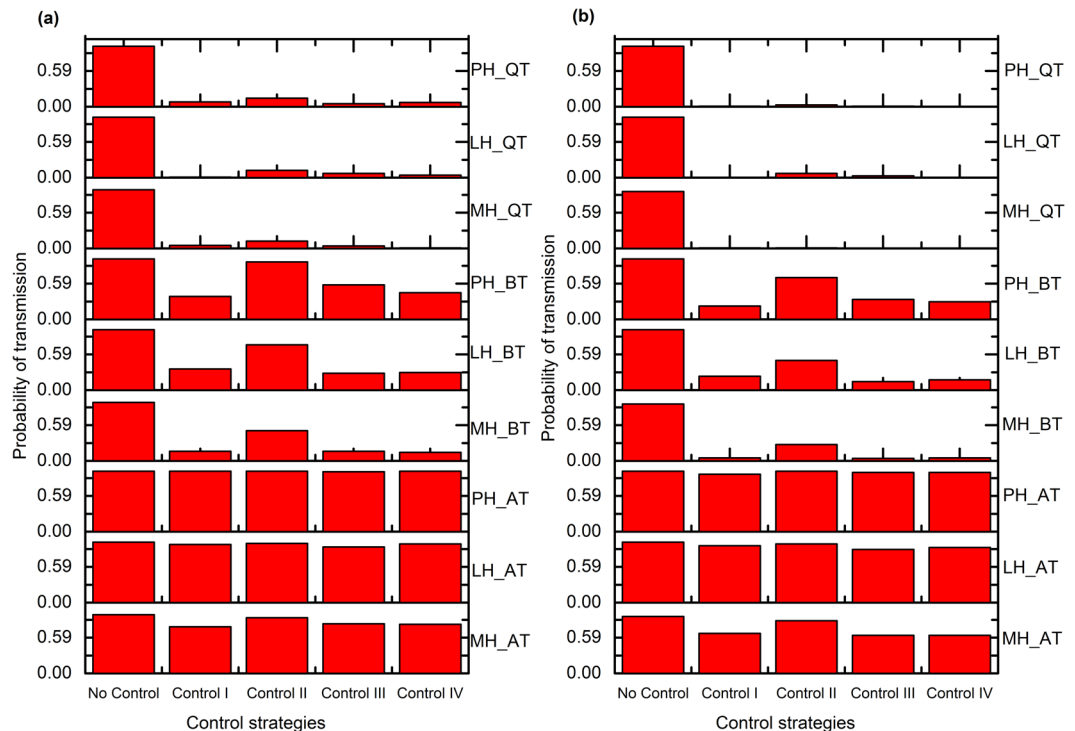 (a)
Probability of transmission
0.59
0.00
PH_QT
0.59
0.00
LH_QT
0.59
0.00
MH_QT
0.59
0.00
PH_BT
0.59
0.00
LH_BT
0.59
0.00
MH_BT
0.59
0.00
PH_AT
0.59
0.00
LH_AT
0.59
0.00
MH_AT
No Control Control I Control II Control III Control IV
Control strategies
(b)
Probability of transmission
0.59
0.00
PH_QT
0.59
0.00
LH_QT
0.59
0.00
MH_QT
0.59
0.00
PH_BT
0.59
0.00
LH_BT
0.59
0.00
MH_BT
0.59
0.00
PH_AT
0.59
0.00
LH_AT
0.59
0.00
MH_AT
No Control Control I Control II Control III Control IV
Control strategies